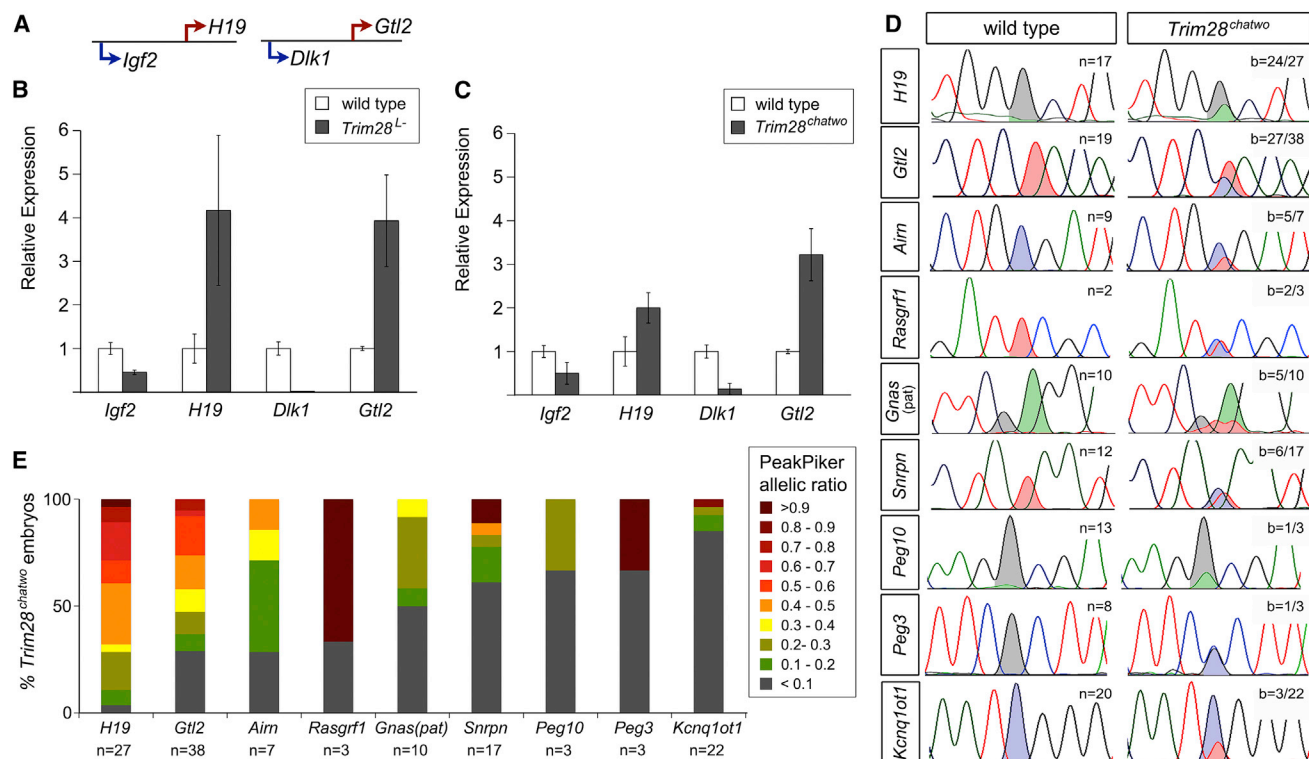 A
H19
Igf2
Gtl2
Dlk1
B
wild type
Trim28 L-
Relative Expression
6
5
4
3
2
1
Igf2 H19 Dlk1 Gtl2
C
wild type
Trim28 chatwo
Relative Expression
6
5
4
3
2
1
Igf2 H19 Dlk1 Gtl2
D
wild type Trim28 chatwo
H19 n=17 b=24/27
Gtl2 n=19 b=27/38
Airn n=9 b=5/7
Rasgrf1 n=2 b=2/3
Gnas (pat) n=10 b=5/10
Snrpn n=12 b=6/17
Peg10 n=13 b=1/3
Peg3 n=8 b=1/3
Kcnq1ot1 n=20 b=3/22
E
% Trim28 chatwo embryos
100
50
0
H19 Gtl2 Airn Rasgrf1 Gnas(pat) Snrpn Peg10 Peg3 Kcnq1ot1
n=27 n=38 n=7 n=3 n=10 n=17 n=3 n=3 n=22
PeakPiker
allelic ratio
>0.9
0.8 - 0.9
0.7 - 0.8
0.6 - 0.7
0.5 - 0.6
0.4 - 0.5
0.3 - 0.4
0.2- 0.3
0.1 - 0.2
< 0.1